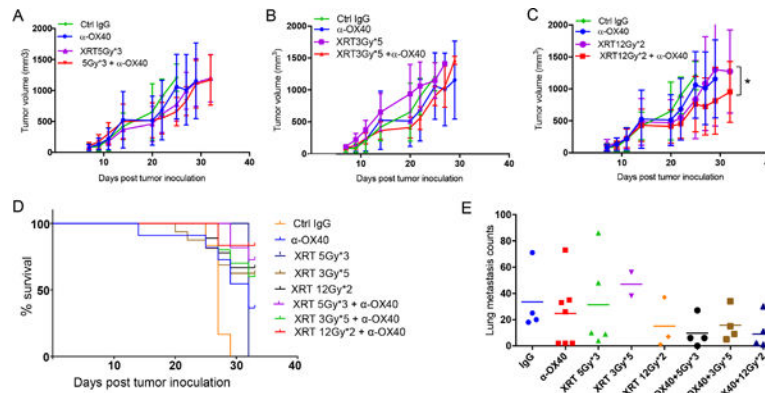 A
Ctrl IgG
α-OX40
XRT5Gy*3
5Gy*3 + α-OX40
Tumor volume (mm3)
2000
1500
1000
500
0
0
10
20
30
40
Days post tumor inoculation
B
Ctrl IgG
α-OX40
XRT3Gy*5
XRT3Gy*5 +α-OX40
Tumor volume (mm³)
2000
1500
1000
500
0
0
10
20
30
40
Days post tumor inoculation
C
Ctrl IgG
α-OX40
XRT12Gy*2
XRT12Gy*2 + α-OX40
*
Tumor volume (mm³)
2000
1500
1000
500
0
0
10
20
30
40
Days post tumor inoculation
D
% survival
100
50
0
0
10
20
30
40
Days post tumor inoculation
Ctrl IgG
α-OX40
XRT 5Gy*3
XRT 3Gy*5
XRT 12Gy*2
XRT 5Gy*3 + α-OX40
XRT 3Gy*5 + α-OX40
XRT 12Gy*2 + α-OX40
E
Lung metastasis counts
100
80
60
40
20
0
IgG
α-OX40
XRT 5Gy*3
XRT 3Gy*5
XRT 12Gy*2
OX40+5Gy*3
OX40+3Gy*5
OX40+12Gy*2